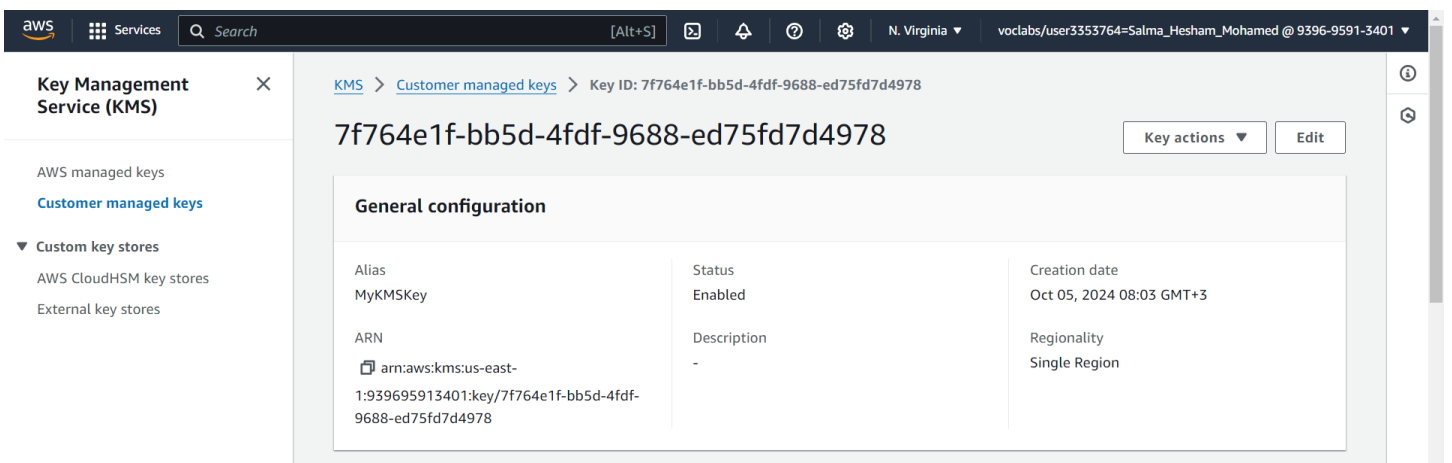 aws
Services
Search
[Alt+S]
N. Virginia
voclabs/user3353764=Salma_Hesham_Mohamed @ 9396-9591-3401
Key Management
Service (KMS)
AWS managed keys
Customer managed keys
Custom key stores
AWS CloudHSM key stores
External key stores
KMS > Customer managed keys > Key ID: 7f764e1f-bb5d-4fdf-9688-ed75fd7d4978
7f764e1f-bb5d-4fdf-9688-ed75fd7d4978
Key actions
Edit
General configuration
Alias
MyKMSKey
ARN
arn:aws:kms:us-east-
1:939695913401:key/7f764e1f-bb5d-4fdf-
9688-ed75fd7d4978
Status
Enabled
Description
-
Creation date
Oct 05, 2024 08:03 GMT+3
Regionality
Single Region